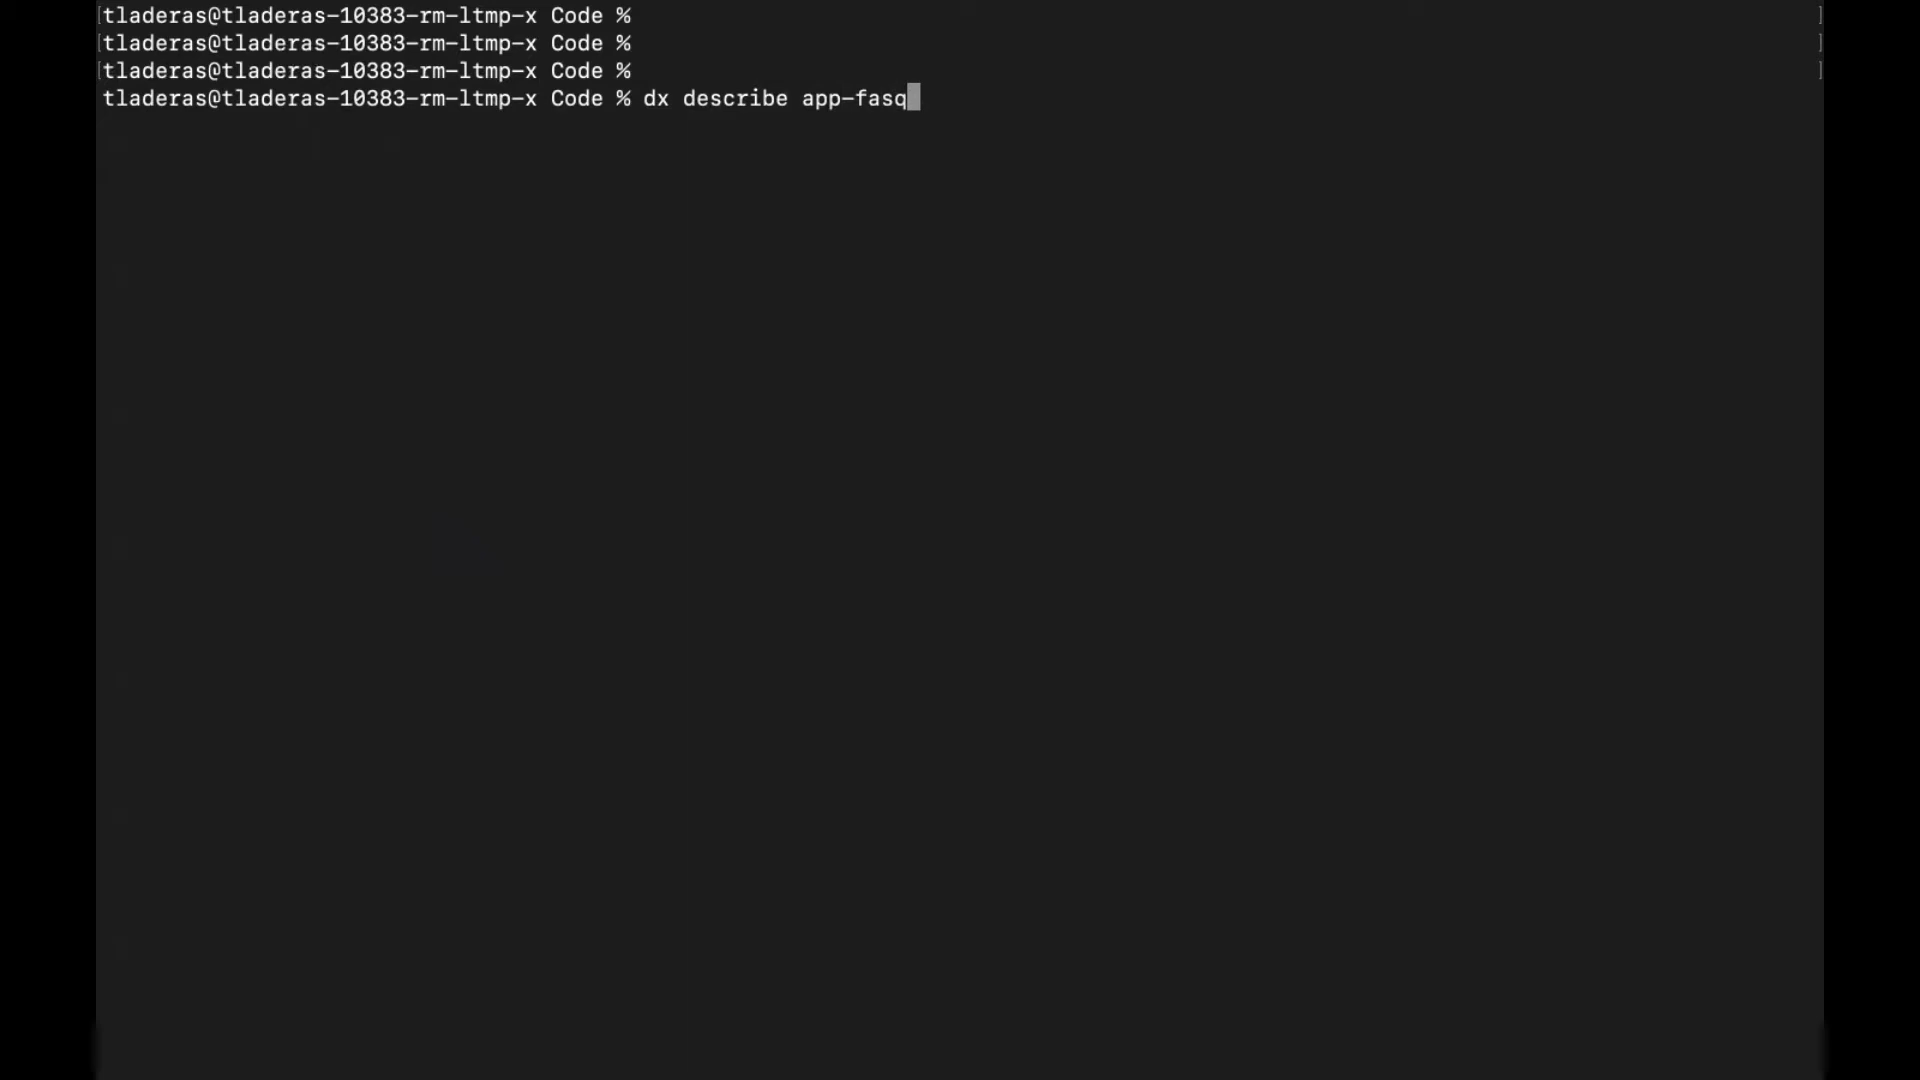 [tladeras@tladeras-10383-rm-ltmp-x Code % ]
[tladeras@tladeras-10383-rm-ltmp-x Code % ]
[tladeras@tladeras-10383-rm-ltmp-x Code % ]
tladeras@tladeras-10383-rm-ltmp-x Code % dx describe app-fasq